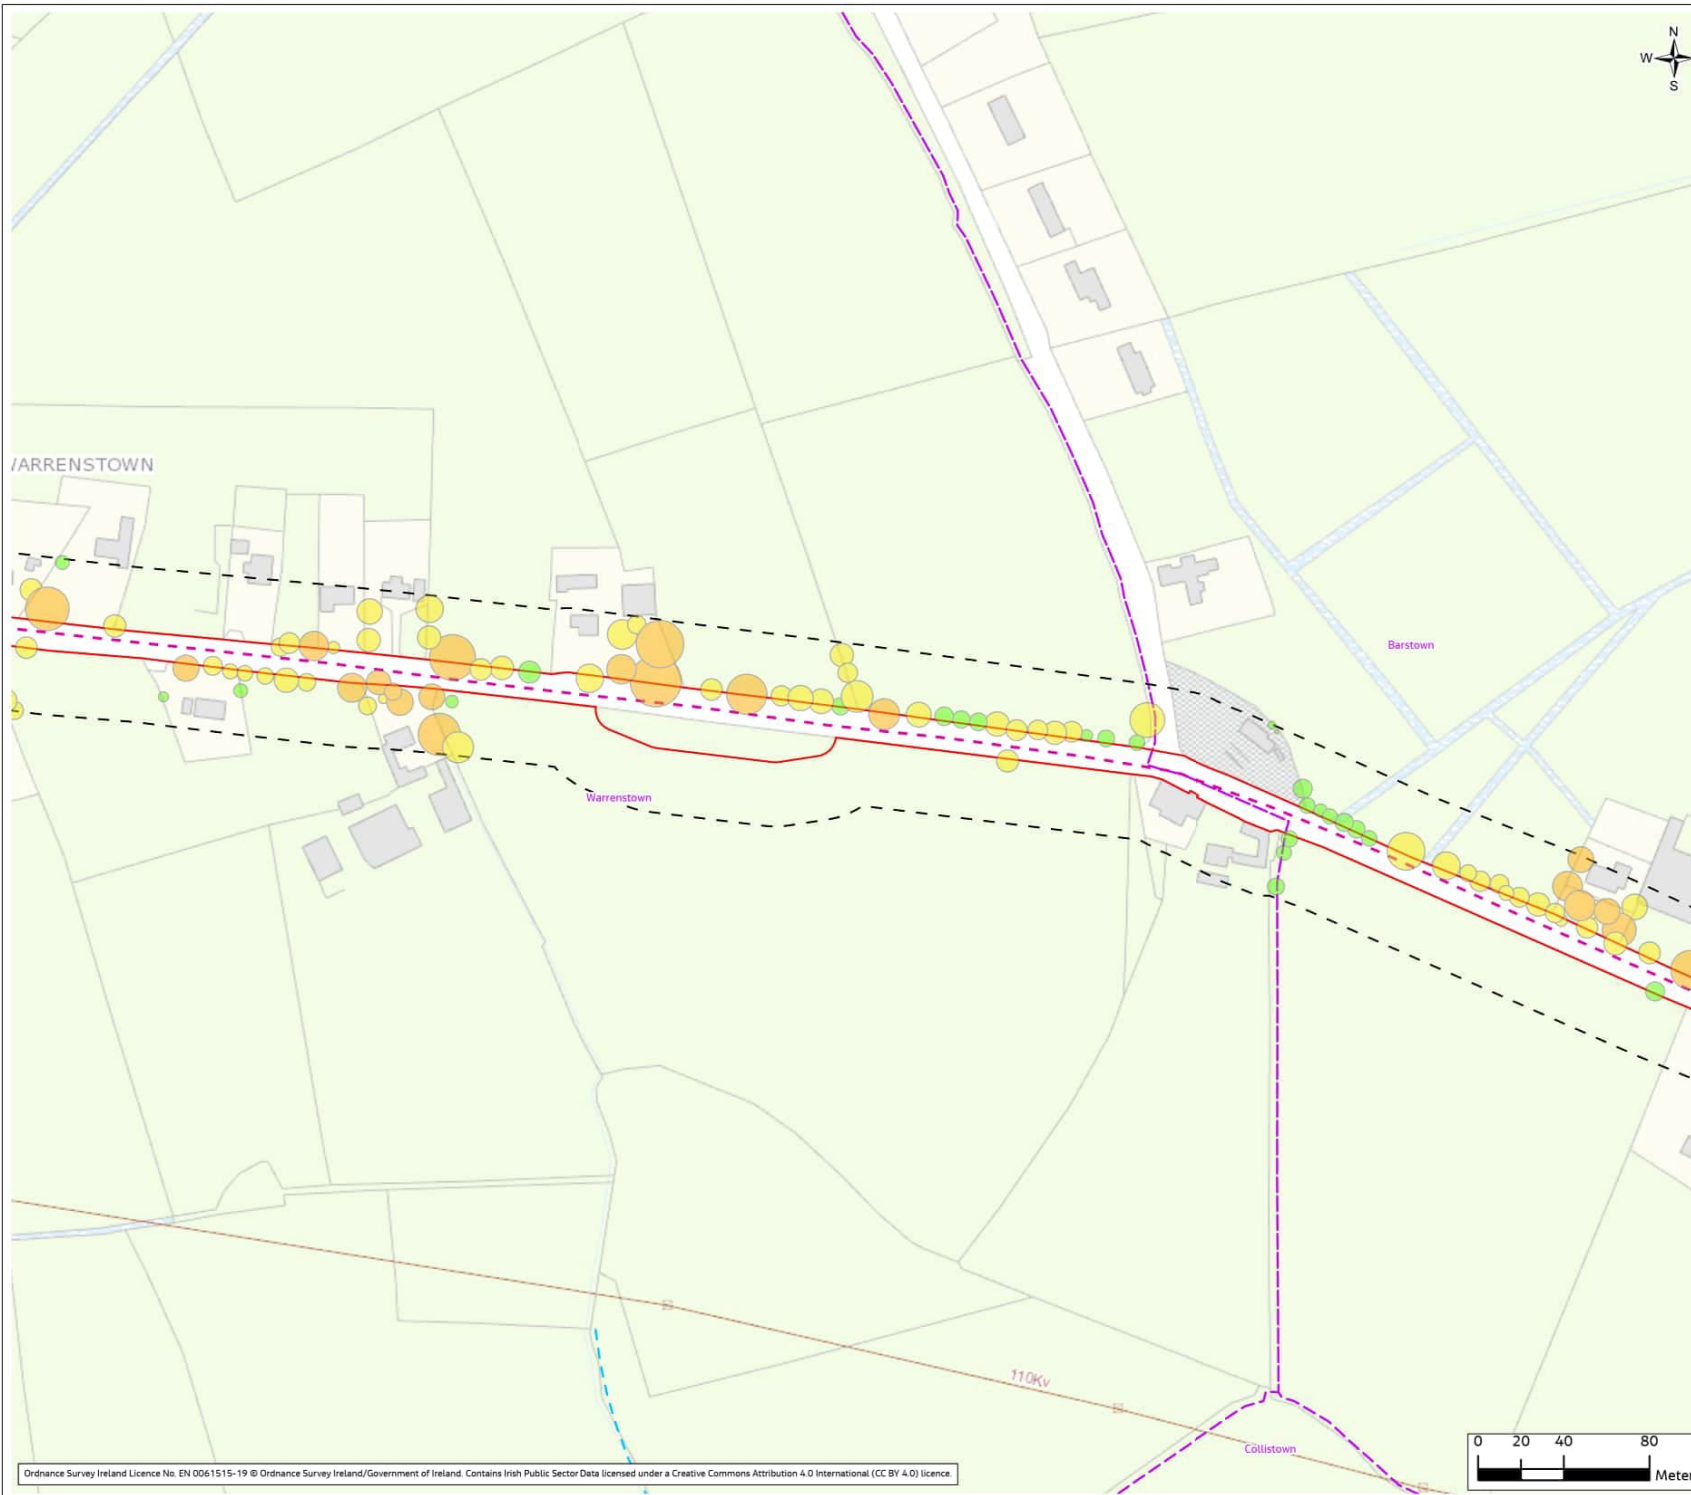 N
W
S
WARRENSTOWN
Barstown
Warrenstown
110Kv
Collistown
0 20 40 80
Meter
Ordnance Survey Ireland Licence No. EN 0061515-19 © Ordnance Survey Ireland/Government of Ireland. Contains Irish Public Sector Data licensed under a Creative Commons Attribution 4.0 International (CC BY 4.0) licence.